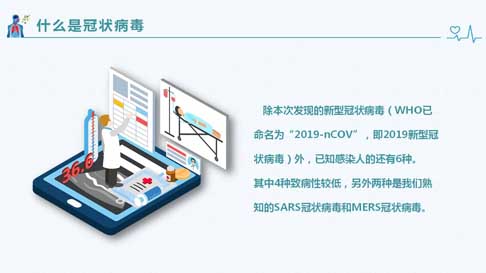 什么是冠状病毒
除本次发现的新型冠状病毒（WHO已
命名为“2019-nCOV”，即2019新型冠
状病毒）外，已知感染人的还有6种。
其中4种致病性较低，另外两种是我们熟
知的SARS冠状病毒和MERS冠状病毒。
36.6